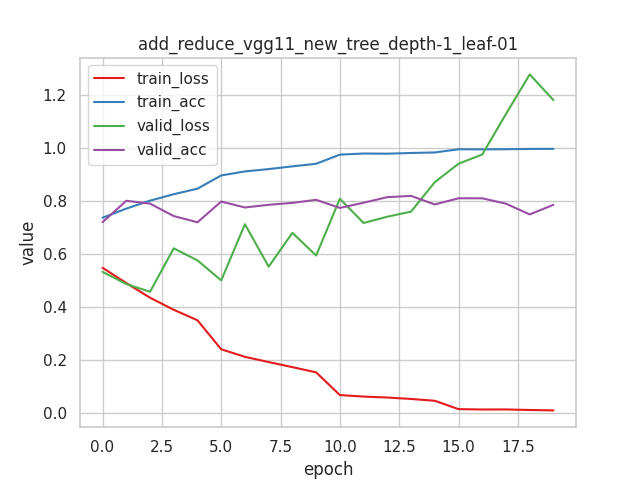 add_reduce_vgg11_new_tree_depth-1_leaf-01
train_loss
train_acc
valid_loss
valid_acc
value
1.2
1.0
0.8
0.6
0.4
0.2
0.0
0.0 2.5 5.0 7.5 10.0 12.5 15.0 17.5
epoch